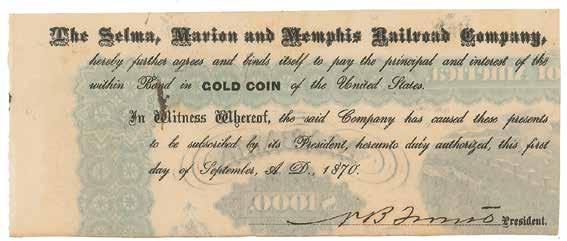 The Selma, Marion and Memphis Railroad Company,
hereby further agrees and binds itself to pay the principal and interest of the
within Bond in GOLD COIN of the United States.
In Witness Whereof, the said Company has caused these presents
to be subscribed by its President, hereunto duly authorized, this first
day of September, A. D., 1870.
President.